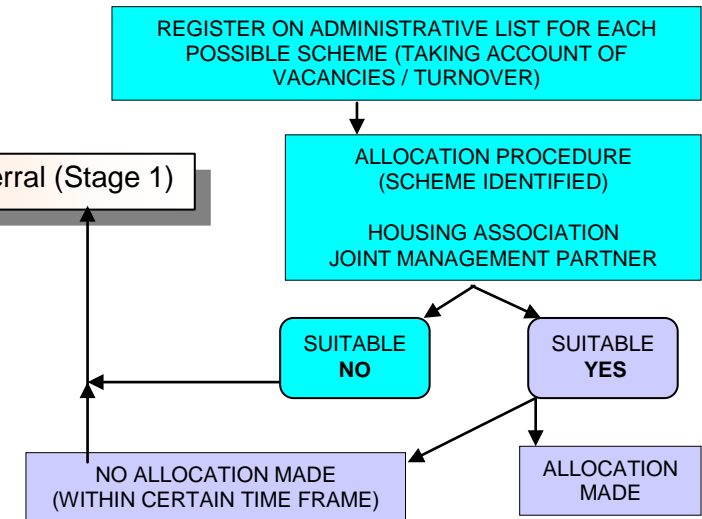 REGISTER ON ADMINISTRATIVE LIST FOR EACH
POSSIBLE SCHEME (TAKING ACCOUNT OF
VACANCIES / TURNOVER)
ALLOCATION PROCEDURE
(SCHEME IDENTIFIED)
HOUSING ASSOCIATION
JOINT MANAGEMENT PARTNER
(Stage 1)
SUITABLE
NO
SUITABLE
YES
NO ALLOCATION MADE
(WITHIN CERTAIN TIME FRAME)
ALLOCATION
MADE